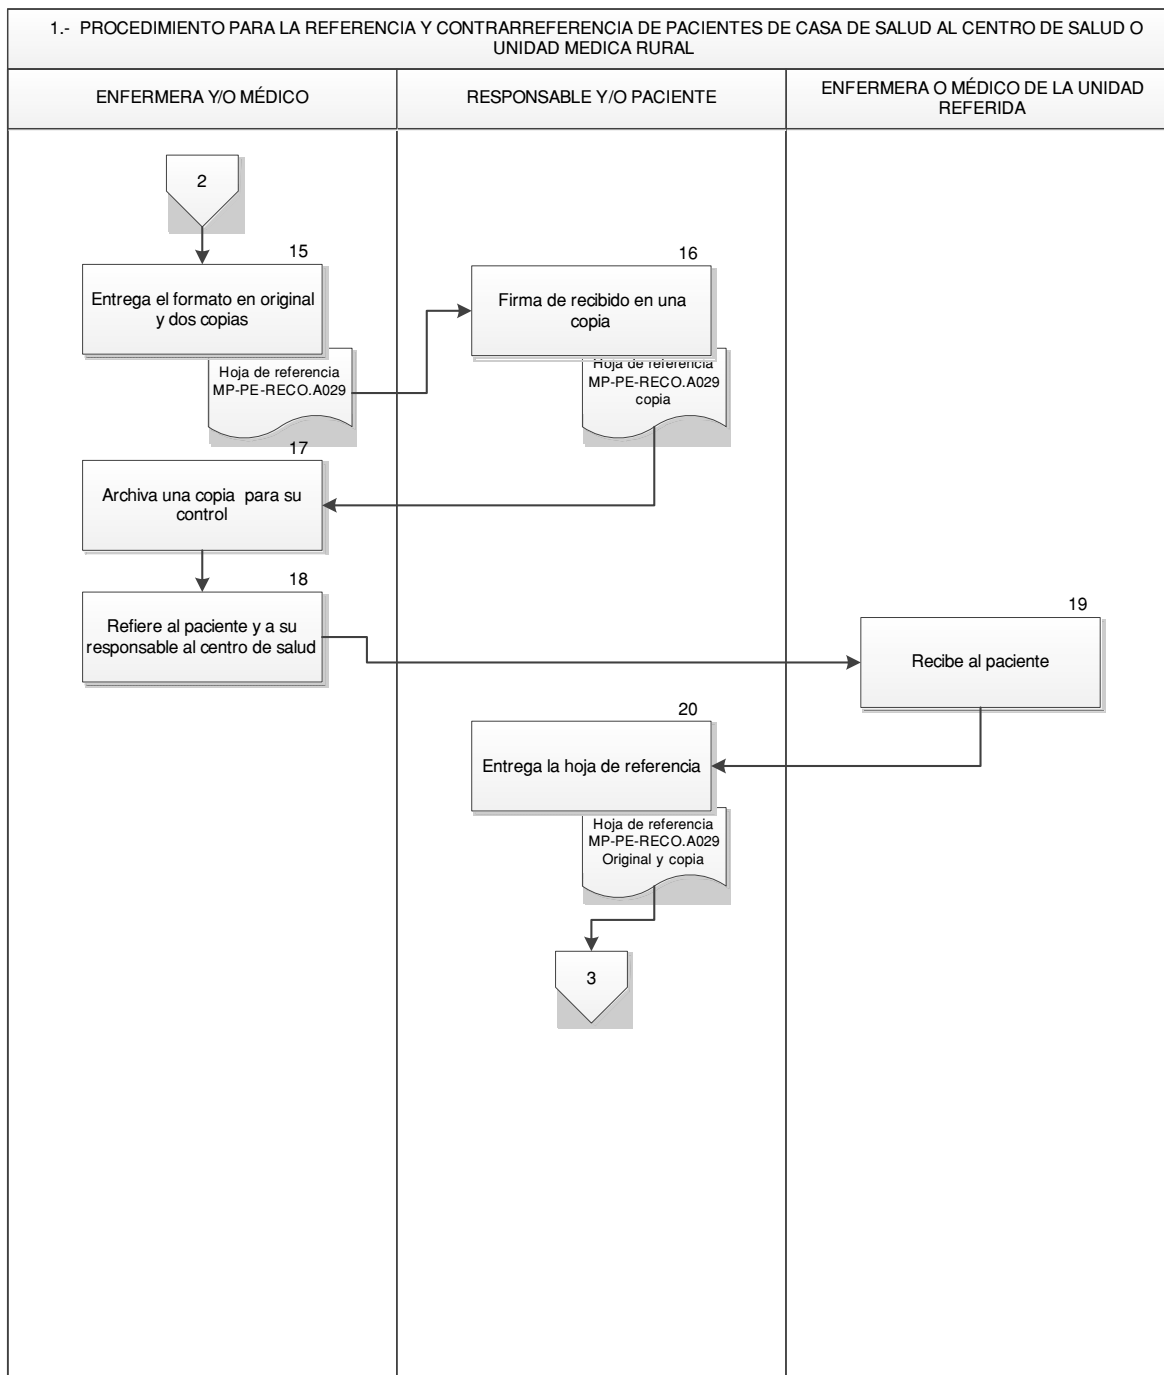 1.- PROCEDIMIENTO PARA LA REFERENCIA Y CONTRARREFERENCIA DE PACIENTES DE CASA DE SALUD AL CENTRO DE SALUD O
UNIDAD MEDICA RURAL
ENFERMERA Y/O MÉDICO
RESPONSABLE Y/O PACIENTE
ENFERMERA O MÉDICO DE LA UNIDAD
REFERIDA
2
15
Entrega el formato en original
y dos copias
Hoja de referencia
MP-PE-RECO.A029
16
Firma de recibido en una
copia
Hoja de referencia
MP-PE-RECO.A029
copia
17
Archiva una copia para su
control
18
Refiere al paciente y a su
responsable al centro de salud
19
Recibe al paciente
20
Entrega la hoja de referencia
Hoja de referencia
MP-PE-RECO.A029
Original y copia
3